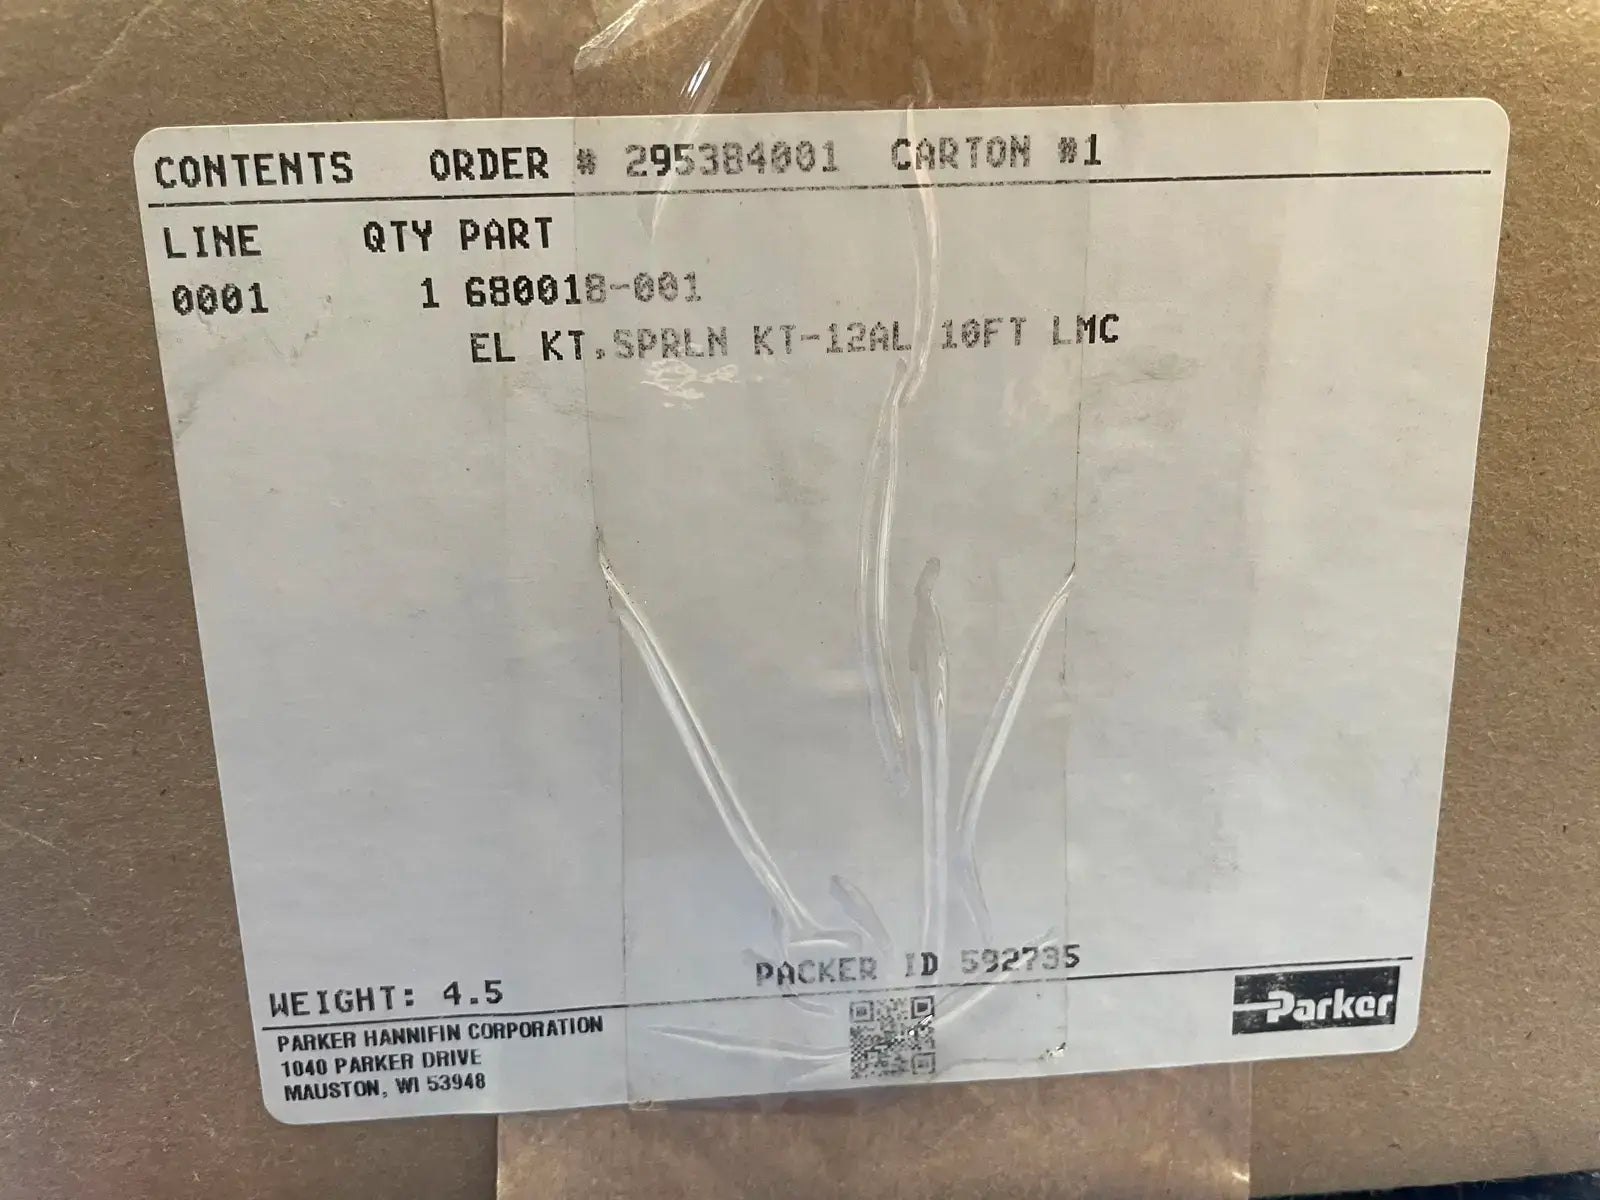 CONTENTS ORDER # 295384001 CARTON #1
LINE QTY PART
0001 1 680018-001
EL KT,SPRLN KT-12AL 10FT LMC
PACKER ID 592735
WEIGHT: 4.5
PARKER HANNIFIN CORPORATION
1040 PARKER DRIVE
MAUSTON, WI 53948
Parker